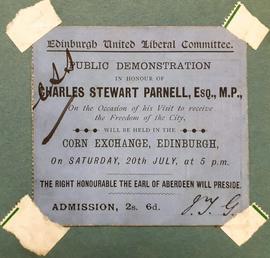 Edinburgh United Liberal Committee.
PUBLIC DEMONSTRATION
IN HONOUR OF
CHARLES STEWART PARNELL, ESQ., M.P.,
On the Occasion of his Visit to receive
the Freedom of the City,
WILL BE HELD IN THE
CORN EXCHANGE, EDINBURGH,
On SATURDAY, 20th JULY, at 5 p.m.
THE RIGHT HONOURABLE THE EARL OF ABERDEEN WILL PRESIDE.
ADMISSION, 2s. 6d.